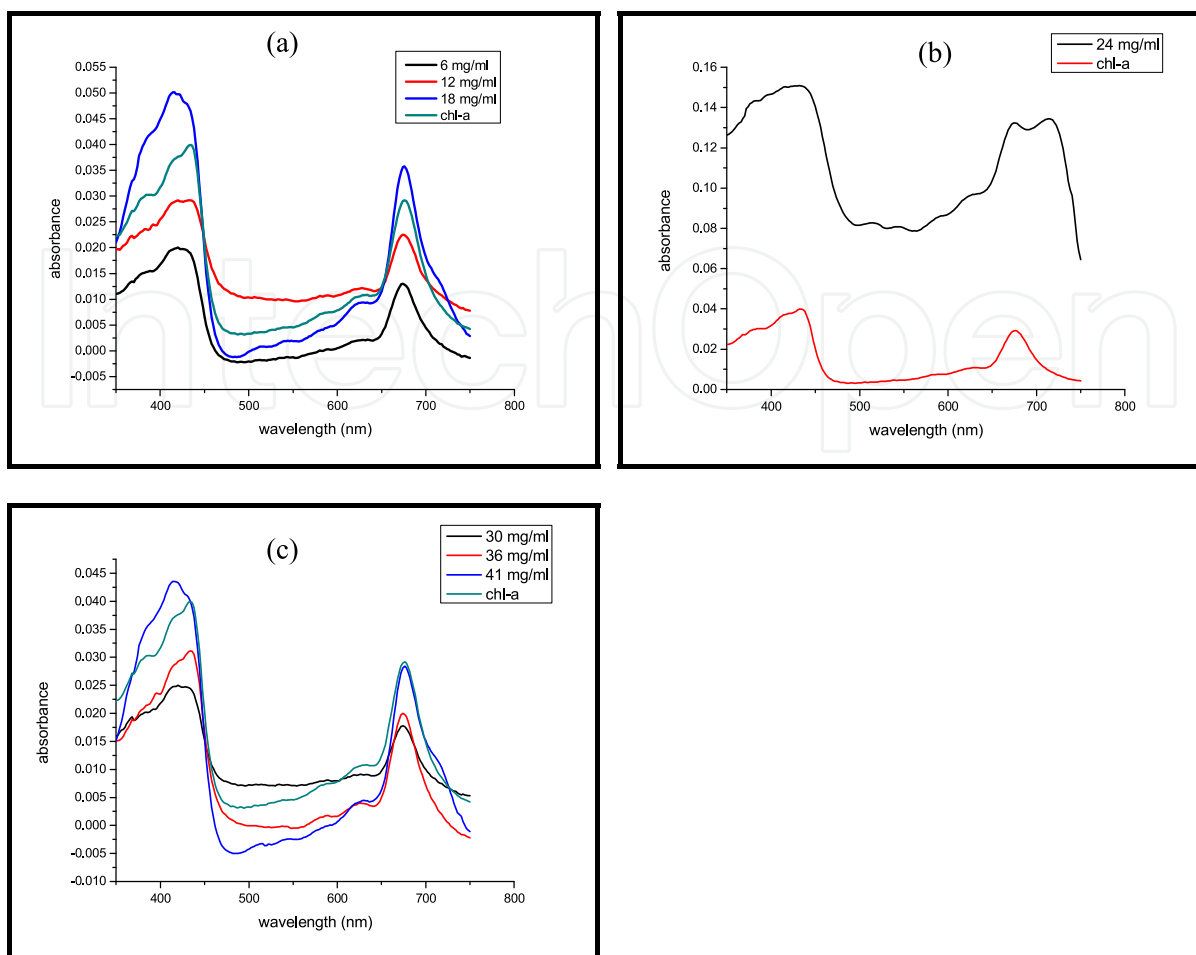 (a)
6 mg/ml
12 mg/ml
18 mg/ml
chl-a
0.055
0.050
0.045
0.040
0.035
0.030
0.025
0.020
0.015
0.010
0.005
0.000
-0.005
absorbance
400 500 600 700 800
wavelength (nm)
(b)
24 mg/ml
chl-a
0.16
0.14
0.12
0.10
0.08
0.06
0.04
0.02
0.00
absorbance
400 500 600 700 800
wavelength (nm)
IntechOpen
(c)
30 mg/ml
36 mg/ml
41 mg/ml
chl-a
0.045
0.040
0.035
0.030
0.025
0.020
0.015
0.010
0.005
0.000
-0.005
-0.010
absorbance
400 500 600 700 800
wavelength (nm)